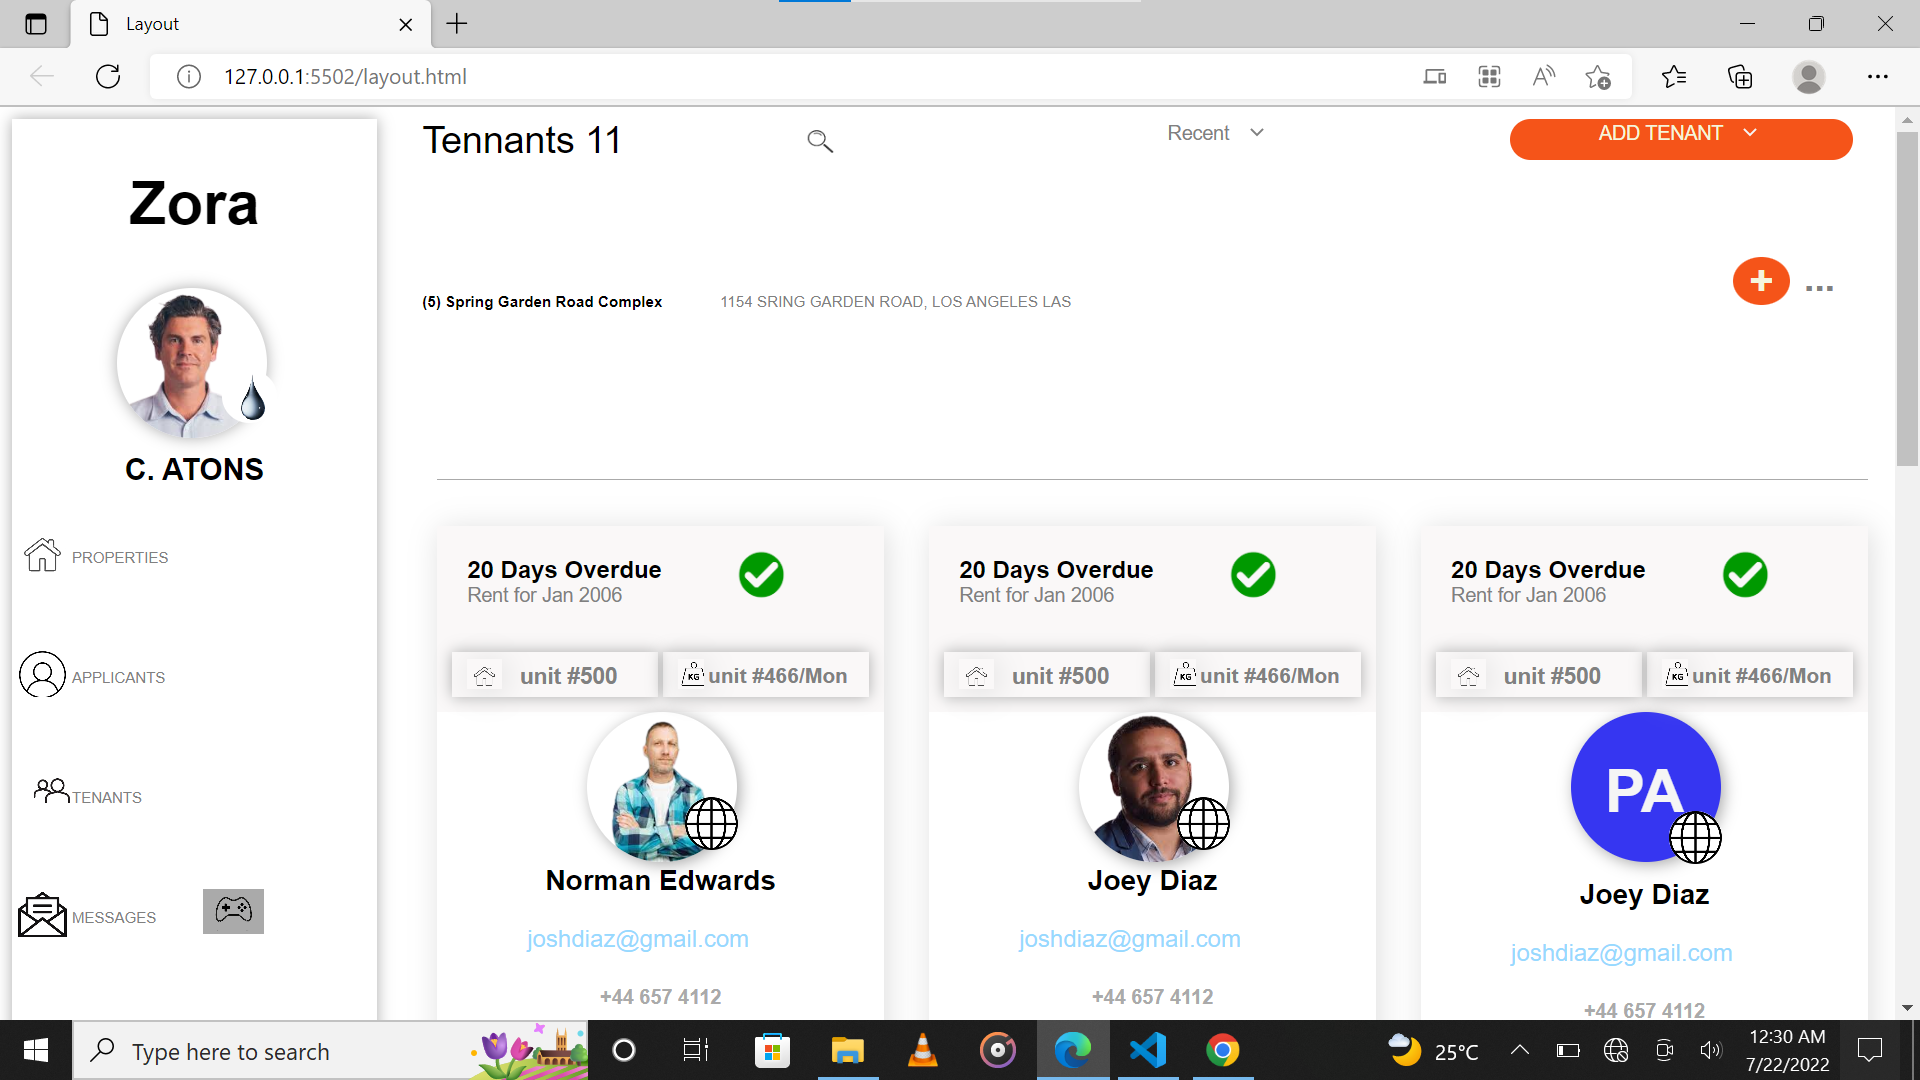 Layout
127.0.0.1:5502/layout.html
Zora
C. ATONS
PROPERTIES
APPLICANTS
TENANTS
MESSAGES
Tennants 11
Recent
ADD TENANT
(5) Spring Garden Road Complex
1154 SRING GARDEN ROAD, LOS ANGELES LAS
+ ...
20 Days Overdue
Rent for Jan 2006
unit #500
KG unit #466/Mon
Norman Edwards
joshdiaz@gmail.com
+44 657 4112
20 Days Overdue
Rent for Jan 2006
unit #500
KG unit #466/Mon
Joey Diaz
joshdiaz@gmail.com
+44 657 4112
20 Days Overdue
Rent for Jan 2006
unit #500
KG unit #466/Mon
PA
Joey Diaz
joshdiaz@gmail.com
+44 657 4112
Type here to search
25°C
12:30 AM
7/22/2022